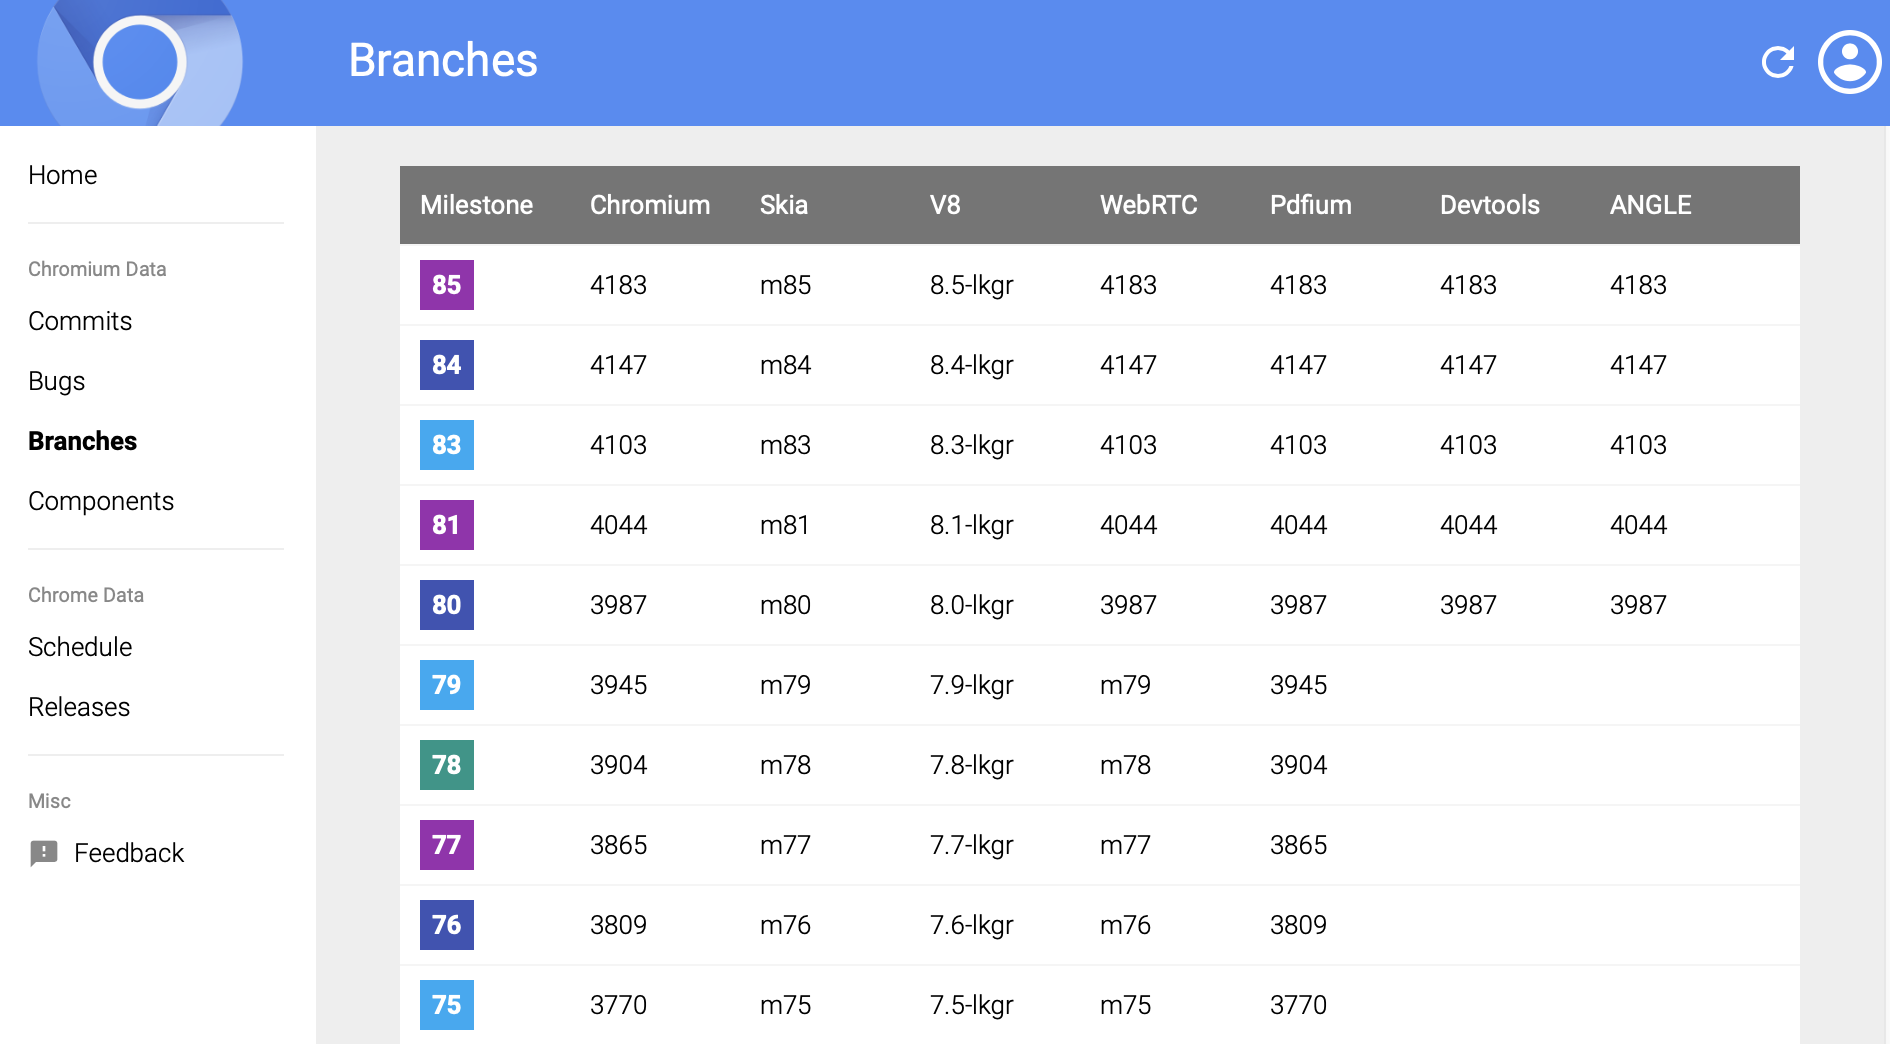 Branches
Home
Chromium Data
Commits
Bugs
Branches
Components
Chrome Data
Schedule
Releases
Misc
Feedback
Milestone Chromium Skia V8 WebRTC Pdfium Devtools ANGLE
85 4183 m85 8.5-lkgr 4183 4183 4183 4183
84 4147 m84 8.4-lkgr 4147 4147 4147 4147
83 4103 m83 8.3-lkgr 4103 4103 4103 4103
81 4044 m81 8.1-lkgr 4044 4044 4044 4044
80 3987 m80 8.0-lkgr 3987 3987 3987 3987
79 3945 m79 7.9-lkgr m79 3945
78 3904 m78 7.8-lkgr m78 3904
77 3865 m77 7.7-lkgr m77 3865
76 3809 m76 7.6-lkgr m76 3809
75 3770 m75 7.5-lkgr m75 3770